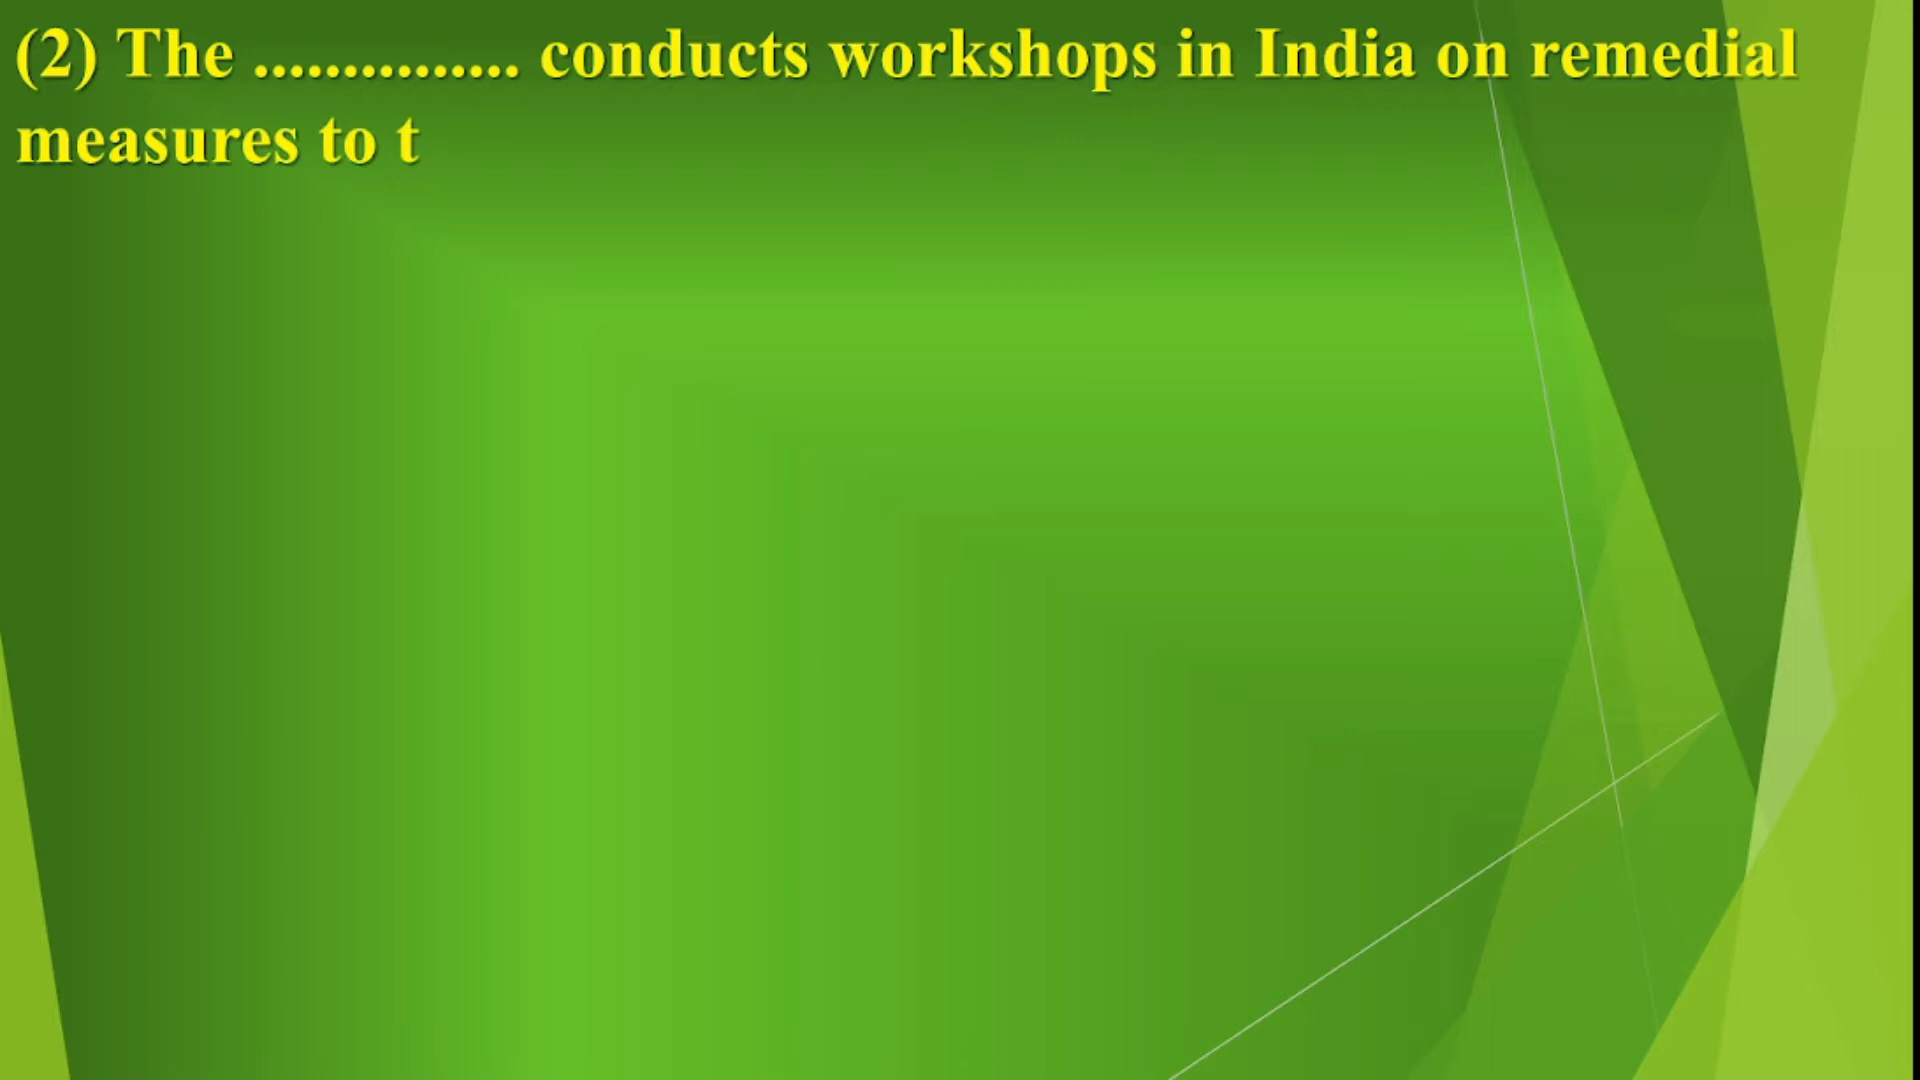 (2) The ............... conducts workshops in India on remedial
measures to t